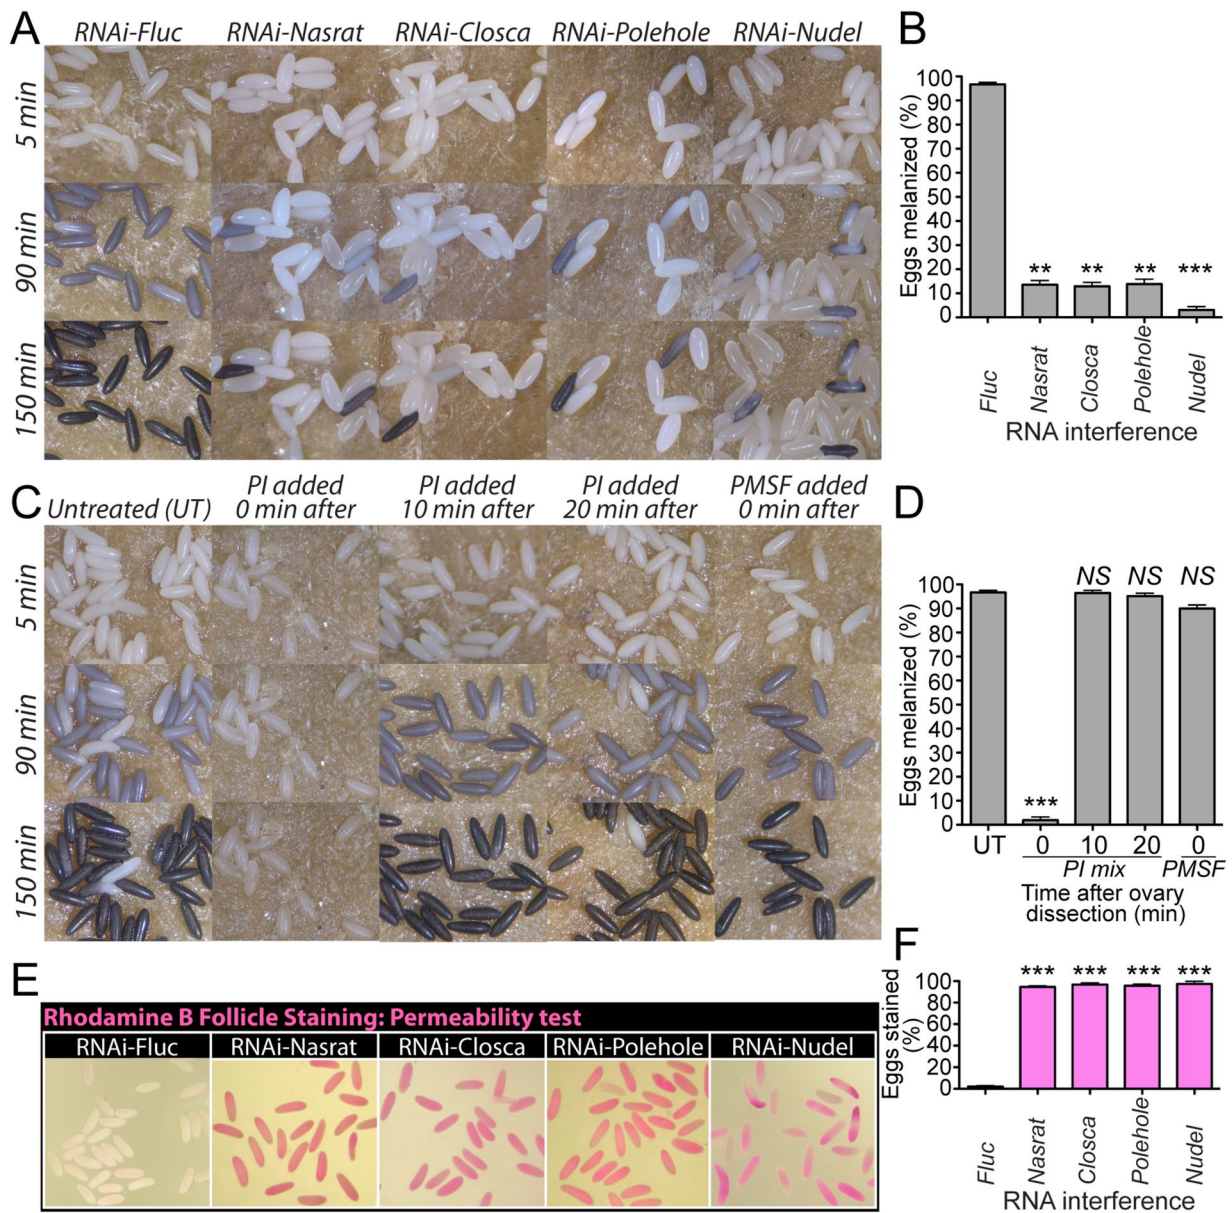 A
RNAi-Fluc RNAi-Nasrat RNAi-Closca RNAi-Polehole RNAi-Nudel
5 min
90 min
150 min
B
Eggs melanized (%)
100
90
80
70
60
50
40
30
20
10
0
** ** ** ***
Fluc Nasrat Closca Polehole Nudel
RNA interference
C
Untreated (UT)
PI added
0 min after
PI added
10 min after
PI added
20 min after
PMSF added
0 min after
5 min
90 min
150 min
D
Eggs melanized (%)
100
90
80
70
60
50
40
30
20
10
0
*** NS NS NS
UT 0 10 20 0
PI mix PMSF
Time after ovary
dissection (min)
E
Rhodamine B Follicle Staining: Permeability test
RNAi-Fluc RNAi-Nasrat RNAi-Closca RNAi-Polehole RNAi-Nudel
F
Eggs stained
(%)
100
80
60
40
20
0
*** *** *** ***
Fluc Nasrat Closca Polehole Nudel
RNA interference